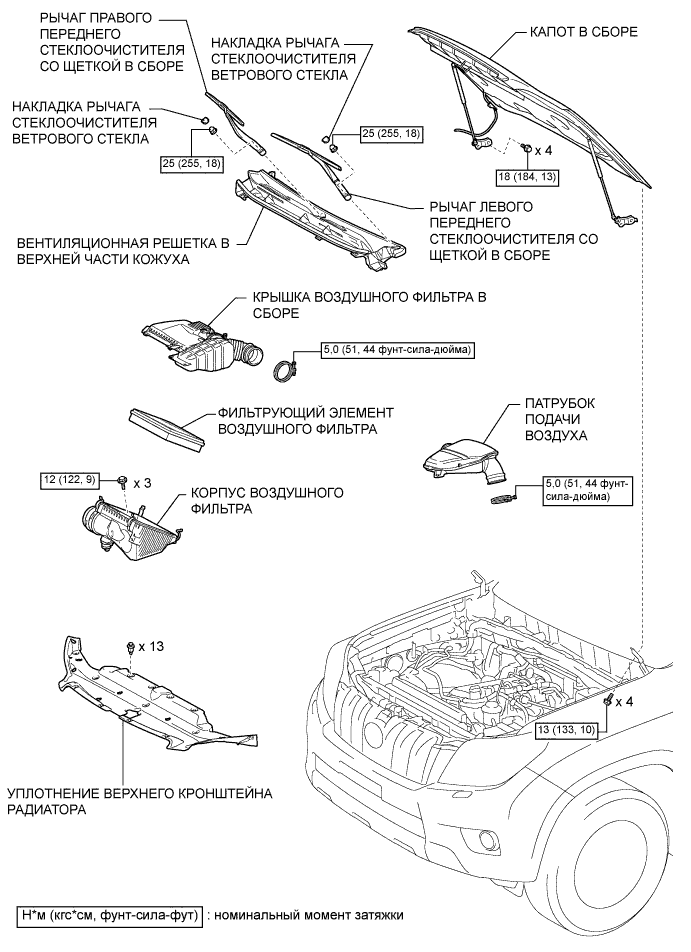 РЫЧАГ ПРАВОГО
ПЕРЕДНЕГО
СТЕКЛООЧИСТИТЕЛЯ
СО ЩЕТКОЙ В СБОРЕ
НАКЛАДКА РЫЧАГА
СТЕКЛООЧИСТИТЕЛЯ
ВЕТРОВОГО СТЕКЛА
КАПОТ В СБОРЕ
НАКЛАДКА РЫЧАГА
СТЕКЛООЧИСТИТЕЛЯ
ВЕТРОВОГО СТЕКЛА
25 (255, 18)
25 (255, 18)
x 4
18 (184, 13)
РЫЧАГ ЛЕВОГО
ПЕРЕДНЕГО
СТЕКЛООЧИСТИТЕЛЯ СО
ЩЕТКОЙ В СБОРЕ
ВЕНТИЛЯЦИОННАЯ РЕШЕТКА В
ВЕРХНЕЙ ЧАСТИ КОЖУХА
КРЫШКА ВОЗДУШНОГО ФИЛЬТРА В
СБОРЕ
5,0 (51, 44 фунт-сила-дюйма)
ФИЛЬТРУЮЩИЙ ЭЛЕМЕНТ
ВОЗДУШНОГО ФИЛЬТРА
ПАТРУБОК
ПОДАЧИ
ВОЗДУХА
12 (122, 9)
x 3
КОРПУС ВОЗДУШНОГО
ФИЛЬТРА
5,0 (51, 44 фунт-
сила-дюйма)
x 13
x 4
13 (133, 10)
УПЛОТНЕНИЕ ВЕРХНЕГО КРОНШТЕЙНА
РАДИАТОРА
Н*м (кгс*см, фунт-сила-фут) : номинальный момент затяжки